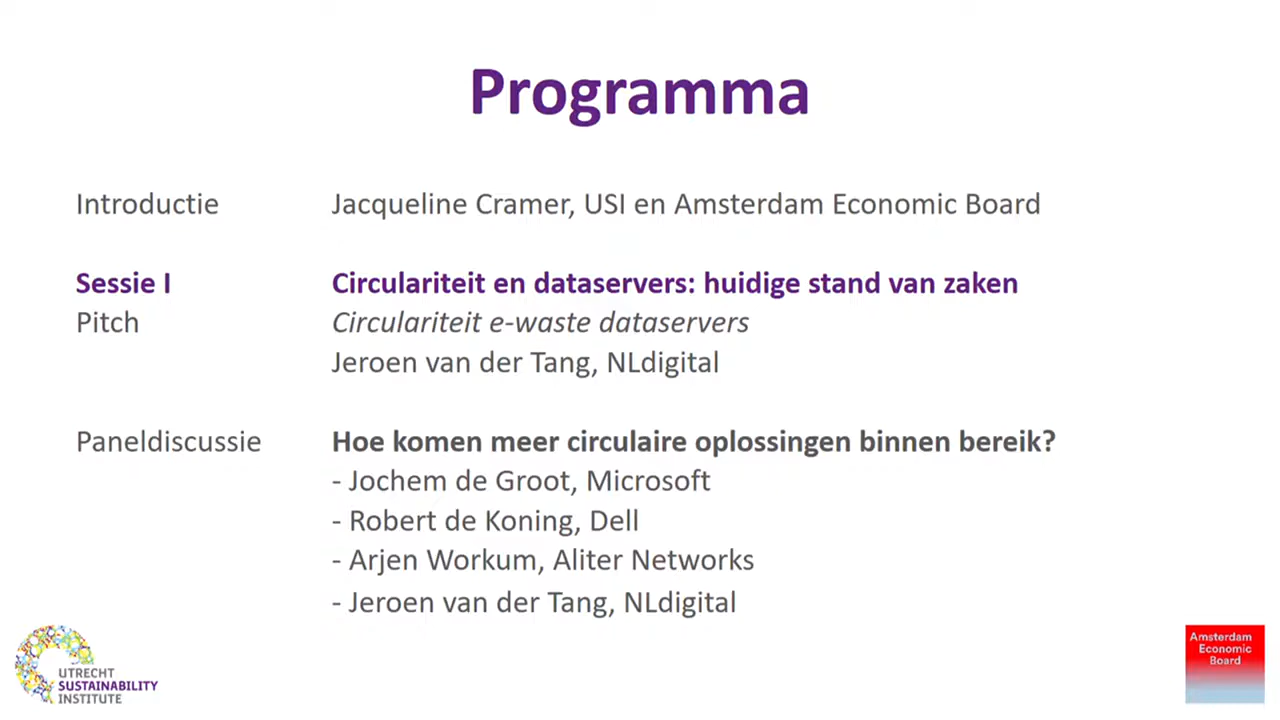 Programma
Introductie Jacqueline Cramer, USI en Amsterdam Economic Board
Sessie I Circulariteit en dataservers: huidige stand van zaken
Pitch Circulariteit e-waste dataservers
Jeroen van der Tang, NLdigital
Paneldiscussie Hoe komen meer circulaire oplossingen binnen bereik?
- Jochem de Groot, Microsoft
- Robert de Koning, Dell
- Arjen Workum, Aliter Networks
- Jeroen van der Tang, NLdigital
UTRECHT
SUSTAINABILITY
INSTITUTE
Amsterdam
Economic
Board